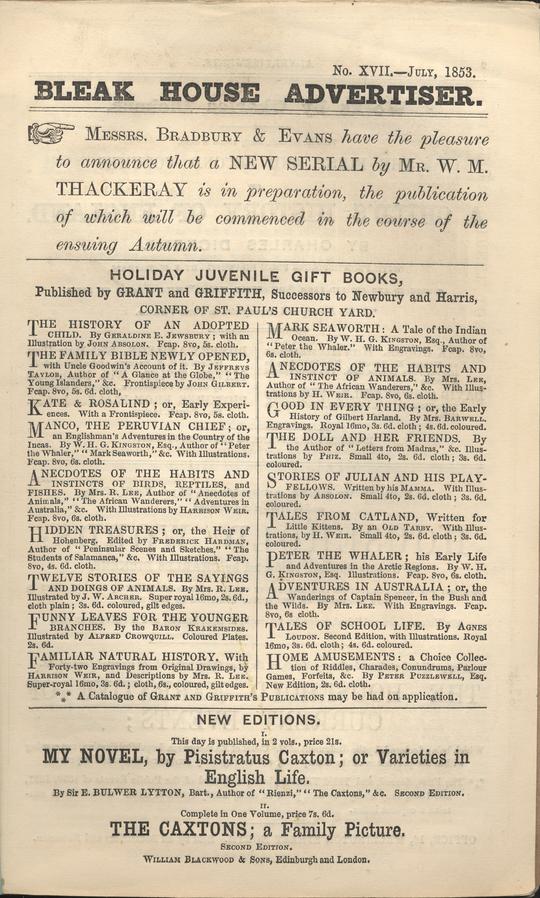 No. XVII.—July, 1853.
BLEAK HOUSE ADVERTISER.
Messrs. Bradbury & Evans have the pleasure
to announce that a NEW SERIAL by Mr. W. M.
THACKERAY is in preparation, the publication
of which will be commenced in the course of the
ensuing Autumn.
HOLIDAY JUVENILE GIFT BOOKS,
Published by GRANT and GRIFFITH, Successors to Newbury and Harris,
CORNER OF ST. PAUL'S CHURCH YARD.
THE HISTORY OF AN ADOPTED
CHILD. By Geraldine E. Jewsbury; with an
Illustration by John Absolon. Fcap. 8vo, 5s. cloth.
THE FAMILY BIBLE NEWLY OPENED,
with Uncle Goodwin's Account of it. By Jefferys
Taylor, Author of "A Glance at the Globe," "The
Young Islanders," &c. Frontispiece by John Gilbert.
Fcap. 8vo, 5s. 6d. cloth,
KATE & ROSALIND; or, Early Experi-
ences. With a Frontispiece. Fcap. 8vo, 5s. cloth.
MANCO, THE PERUVIAN CHIEF; or,
an Englishman's Adventures in the Country of the
Incas. By W. H. G. Kingston, Esq., Author of "Peter
the Whaler," "Mark Seaworth," &c. With Illustrations.
Fcap. 8vo, 6s. cloth.
ANECDOTES OF THE HABITS AND
INSTINCTS OF BIRDS, REPTILES, and
FISHES. By Mrs. R. Lee, Author of "Anecdotes of
Animals," "The African Wanderers," "Adventures in
Australia," &c. With Illustrations by Harrison Weir.
Fcap. 8vo, 6s. cloth.
HIDDEN TREASURES; or, the Heir of
Hohenberg. Edited by Frederick Hardman,
Author of "Peninsular Scenes and Sketches," "The
Students of Salamanca," &c. With Illustrations. Fcap.
8vo, 4s. 6d. cloth.
TWELVE STORIES OF THE SAYINGS
AND DOINGS OF ANIMALS. By Mrs. R. Lee.
Illustrated by J. W. Archer. Super royal 16mo, 2s. 6d.,
cloth plain; 3s. 6d. coloured, gilt edges.
FUNNY LEAVES FOR THE YOUNGER
BRANCHES. By the Baron Krakemsides.
Illustrated by Alfred Crowquill. Coloured Plates.
2s. 6d.
FAMILIAR NATURAL HISTORY. With
Forty-two Engravings from Original Drawings, by
Harrison Weir, and Descriptions by Mrs. R. Lee.
Super-royal 16mo, 3s. 6d.; cloth, 6s., coloured, gilt edges.
MARK SEAWORTH: A Tale of the Indian
Ocean. By W. H. G. Kingston, Esq., Author of
"Peter the Whaler." With Engravings. Fcap. 8vo,
6s. cloth.
ANECDOTES OF THE HABITS AND
INSTINCT OF ANIMALS. By Mrs. Lee,
Author of "The African Wanderers," &c. With Illus-
trations by H. Weir. Fcap. 8vo, 6s. cloth.
GOOD IN EVERY THING; or, the Early
History of Gilbert Harland. By Mrs. Barwell.
Engravings. Royal 16mo, 3s. 6d. cloth; 4s. 6d. coloured.
THE DOLL AND HER FRIENDS. By
the Author of "Letters from Madras," &c. Illus-
trations by Phiz. Small 4to, 2s. 6d. cloth; 3s. 6d.
coloured.
STORIES OF JULIAN AND HIS PLAY-
FELLOWS. Written by his Mamma. With Illus-
trations by Absolon. Small 4to, 2s. 6d. cloth; 3s. 6d.
coloured.
TALES FROM CATLAND, Written for
Little Kittens. By an Old Tabby. With Illus-
trations, by H. Weir. Small 4to, 2s. 6d. cloth; 3s. 6d.
coloured.
PETER THE WHALER; his Early Life
and Adventures in the Arctic Regions. By W. H.
G. Kingston, Esq. Illustrations. Fcap. 8vo, 6s. cloth.
ADVENTURES IN AUSTRALIA; or, the
Wanderings of Captain Spencer, in the Bush and
the Wilds. By Mrs. Lee. With Engravings. Fcap.
8vo, 6s cloth
TALES OF SCHOOL LIFE. By Agnes
Loudon. Second Edition, with Illustrations. Royal
16mo, 3s. 6d. cloth; 4s. 6d. coloured.
HOME AMUSEMENTS: a Choice Collec-
tion of Riddles, Charades, Conundrums, Parlour
Games, Forfeits, &c. By Peter Puzzlewell, Esq.
New Edition, 2s. 6d. cloth.
*** A Catalogue of Grant and Griffith's Publications may be had on application.
NEW EDITIONS.
I.
This day is published, in 2 vols., price 21s.
MY NOVEL, by Pisistratus Caxton; or Varieties in
English Life.
By Sir E. BULWER LYTTON, Bart., Author of "Rienzi," "The Caxtons," &c. Second Edition.
II.
Complete in One Volume, price 7s. 6d.
THE CAXTONS; a Family Picture.
Second Edition.
William Blackwood & Sons, Edinburgh and London.